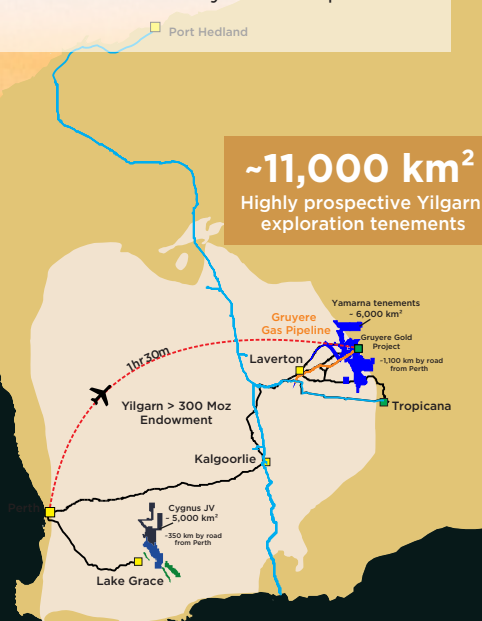 Port Hedland
~11,000 km²
Highly prospective Yilgarn
exploration tenements
Yamarna tenements
~ 6,000 km²
Gruyere
Gas Pipeline
Gruyere Gold
Project
1hr30m
Laverton
~1,100 km by road
from Perth
Yilgarn > 300 Moz
Endowment
Tropicana
Kalgoorlie
Perth
Cygnus JV
~ 5,000 km²
~350 km by road
from Perth
Lake Grace